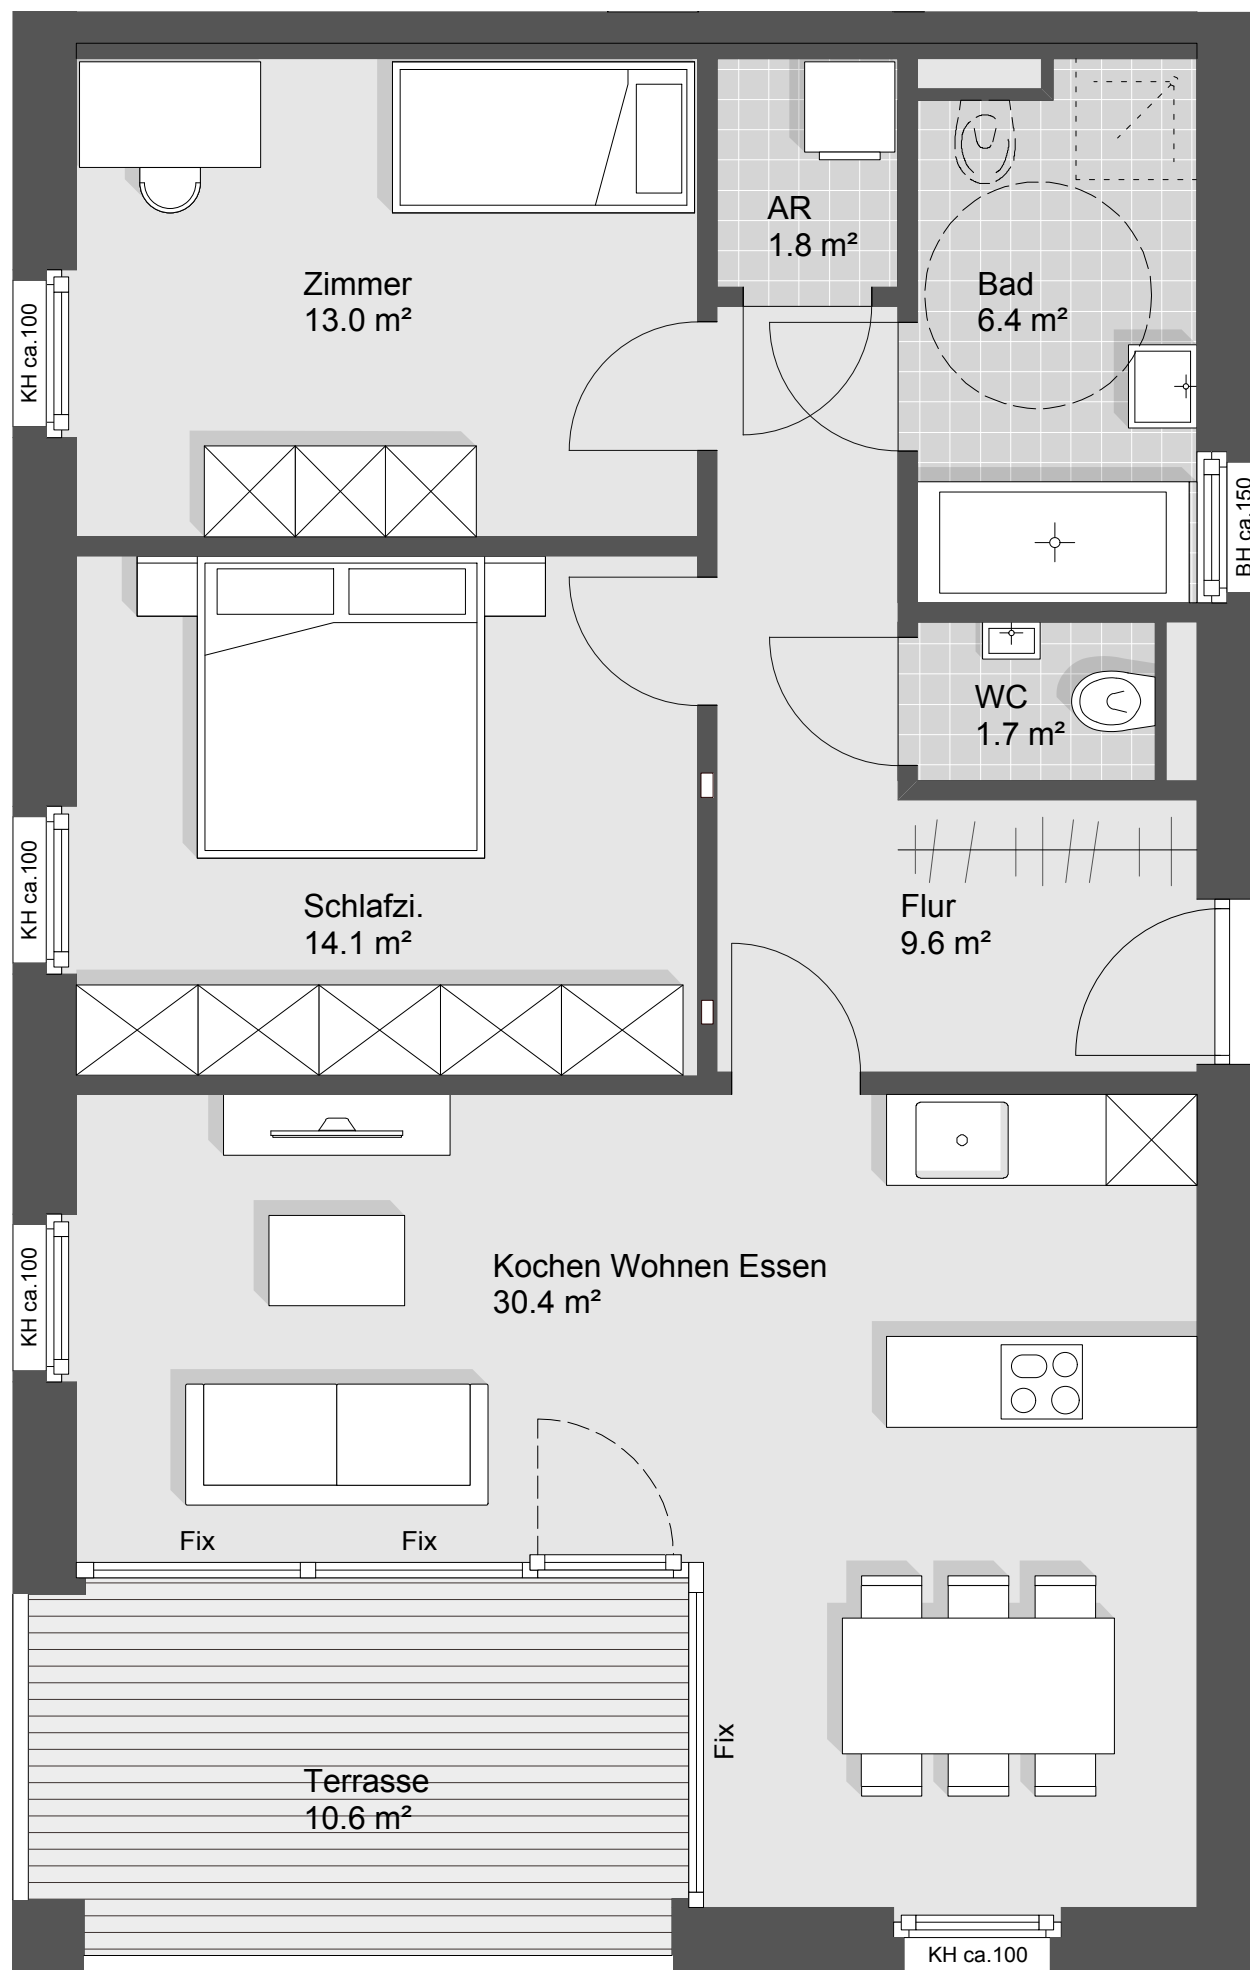 AR
1.8 m²
Zimmer
13.0 m²
Bad
6.4 m²
KH ca.100
BH ca.150
WC
1.7 m²
KH ca.100
Schlafzi.
14.1 m²
Flur
9.6 m²
Kochen Wohnen Essen
30.4 m²
KH ca.100
Fix
Fix
Fix
Terrasse
10.6 m²
KH ca.100